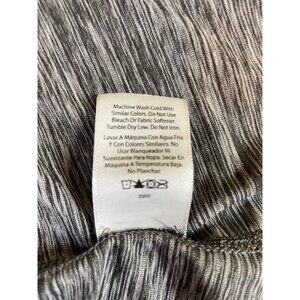 Machine Wash Cold With
Similar Colors. Do Not Use
Bleach Or Fabric Softener.
Tumble Dry Low. Do Not Iron.
Lavar A Máquina Con Agua Fría
Y Con Colores Similares. No
Usar Blanqueador Ni
Suavizante Para Ropa. Secar En
Máquina A Temperatura Baja.
No Planchar.
3WD